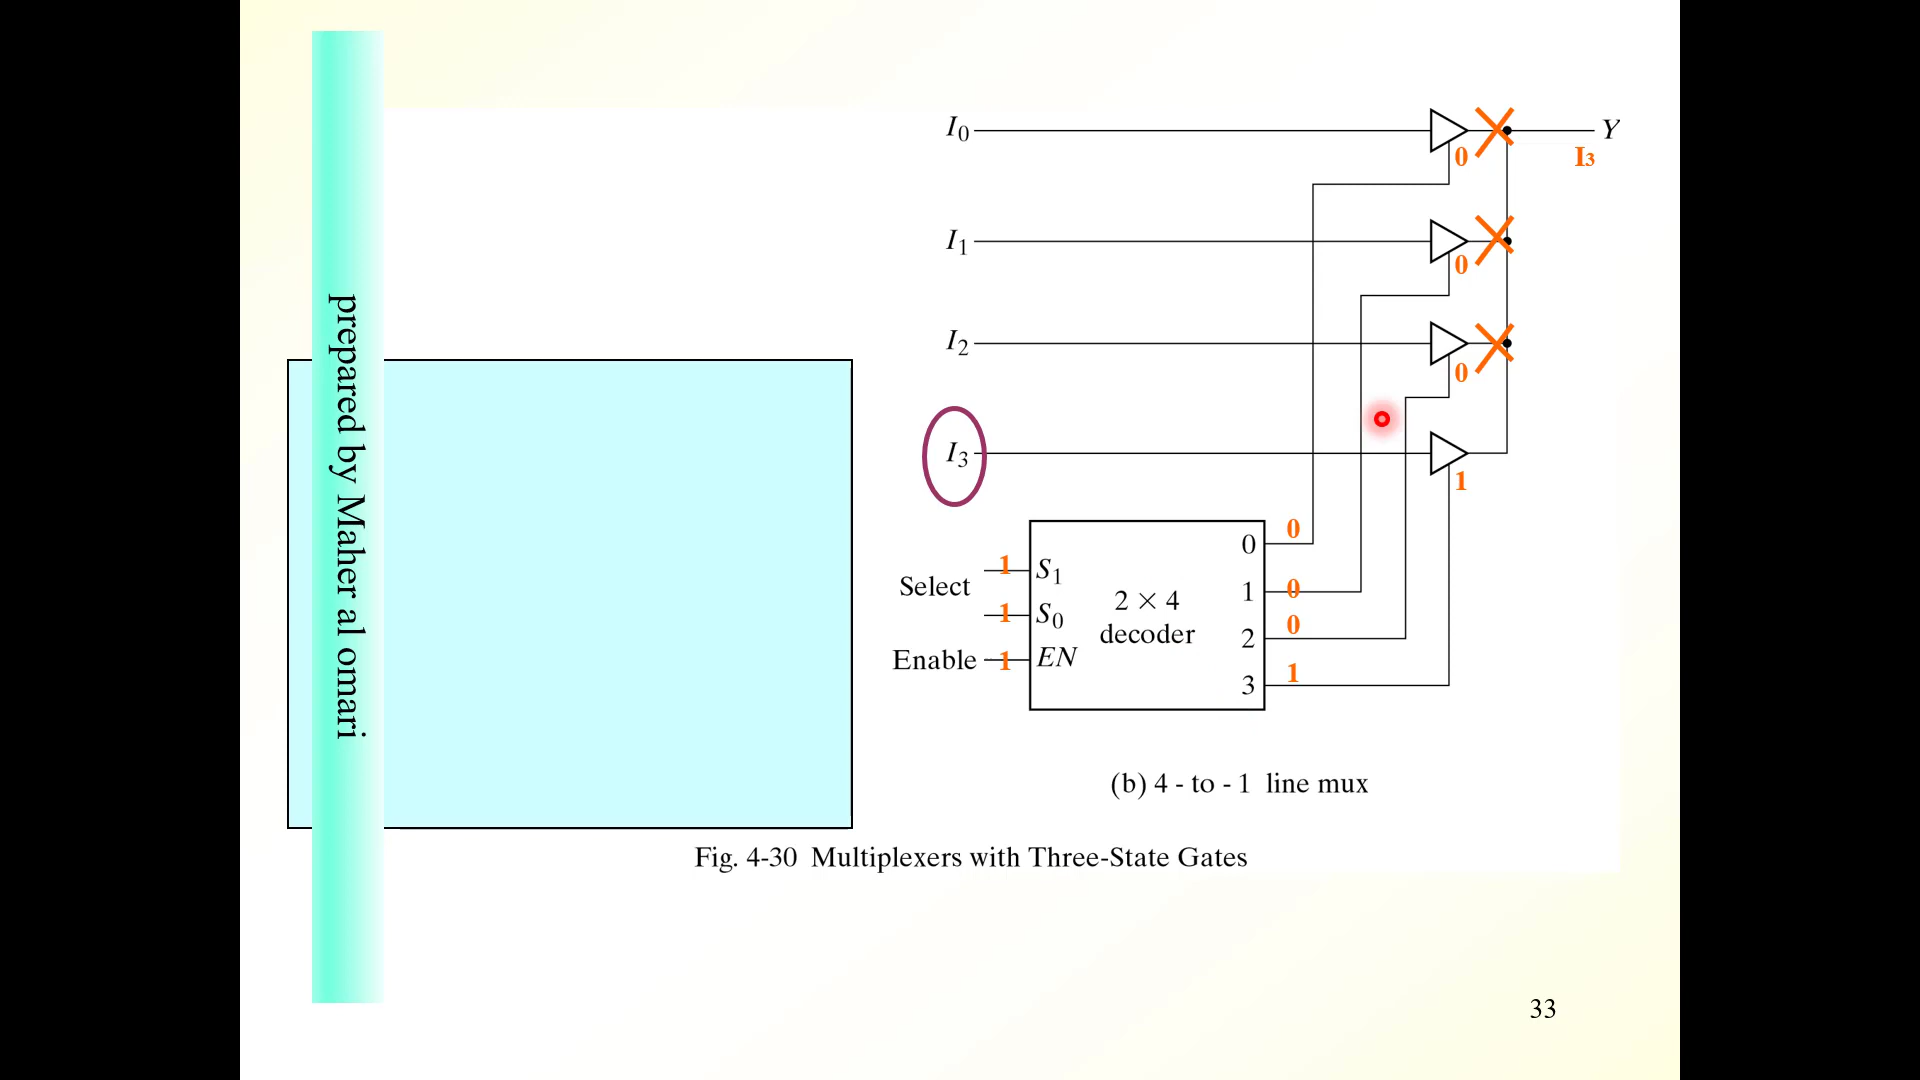 prepared by Maher al omari
I0
Y
0
I3
I1
0
I2
0
I3
1
0 0
1 S1
Select
1 0
2 × 4
1 S0
decoder
0
2
Enable 1 EN
1
3
(b) 4 - to - 1 line mux
Fig. 4-30 Multiplexers with Three-State Gates
33